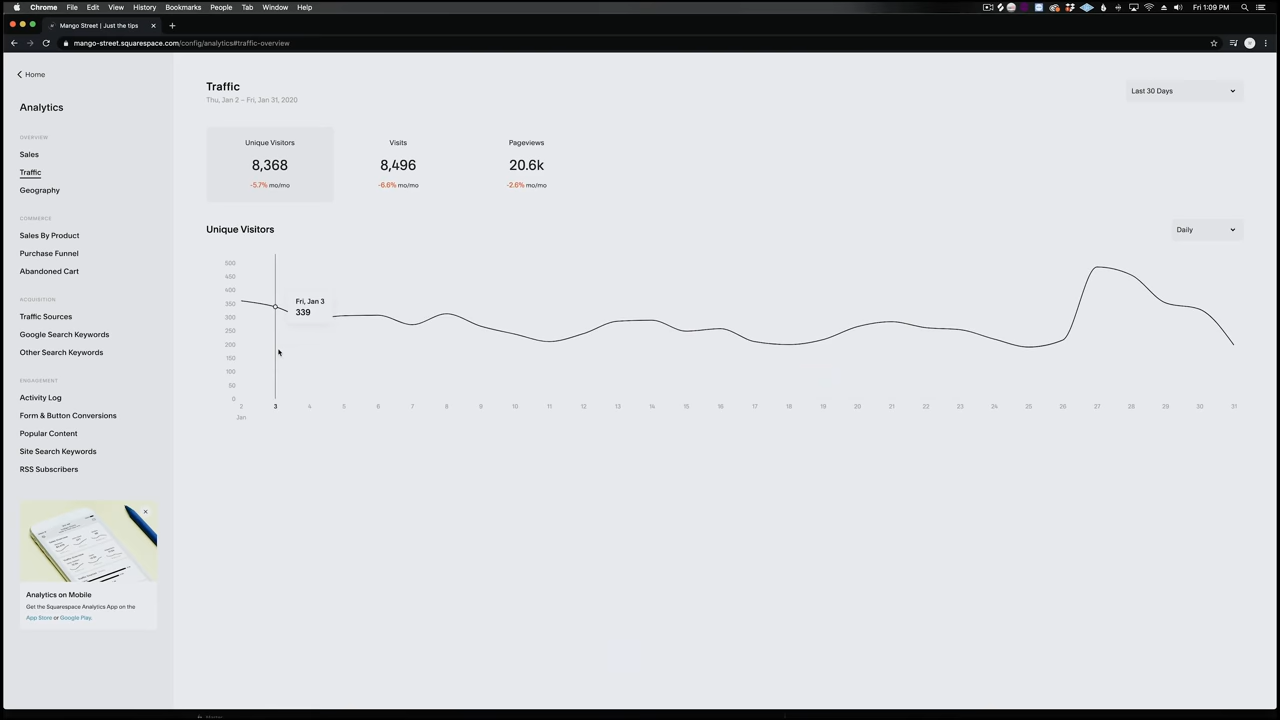 Chrome File Edit View History Bookmarks People Tab Window Help Fri 1:09 PM
Mango Street | Just the tips
mango-street.squarespace.com/config/analytics#traffic-overview
Home
Analytics
OVERVIEW
Sales
Traffic
Geography
COMMERCE
Sales By Product
Purchase Funnel
Abandoned Cart
ACQUISITION
Traffic Sources
Google Search Keywords
Other Search Keywords
ENGAGEMENT
Activity Log
Form & Button Conversions
Popular Content
Site Search Keywords
RSS Subscribers
Analytics on Mobile
Get the Squarespace Analytics App on the
App Store or Google Play.
Traffic
Thu, Jan 2 – Fri, Jan 31, 2020
Last 30 Days
Unique Visitors Visits Pageviews
8,368 8,496 20.6k
-5.7% mo/mo -6.6% mo/mo -2.6% mo/mo
Unique Visitors
Daily
500
450
400
350
300
250
200
150
100
50
0
Fri, Jan 3
339
2 3 4 5 6 7 8 9 10 11 12 13 14 15 16 17 18 19 20 21 22 23 24 25 26 27 28 29 30 31
Jan